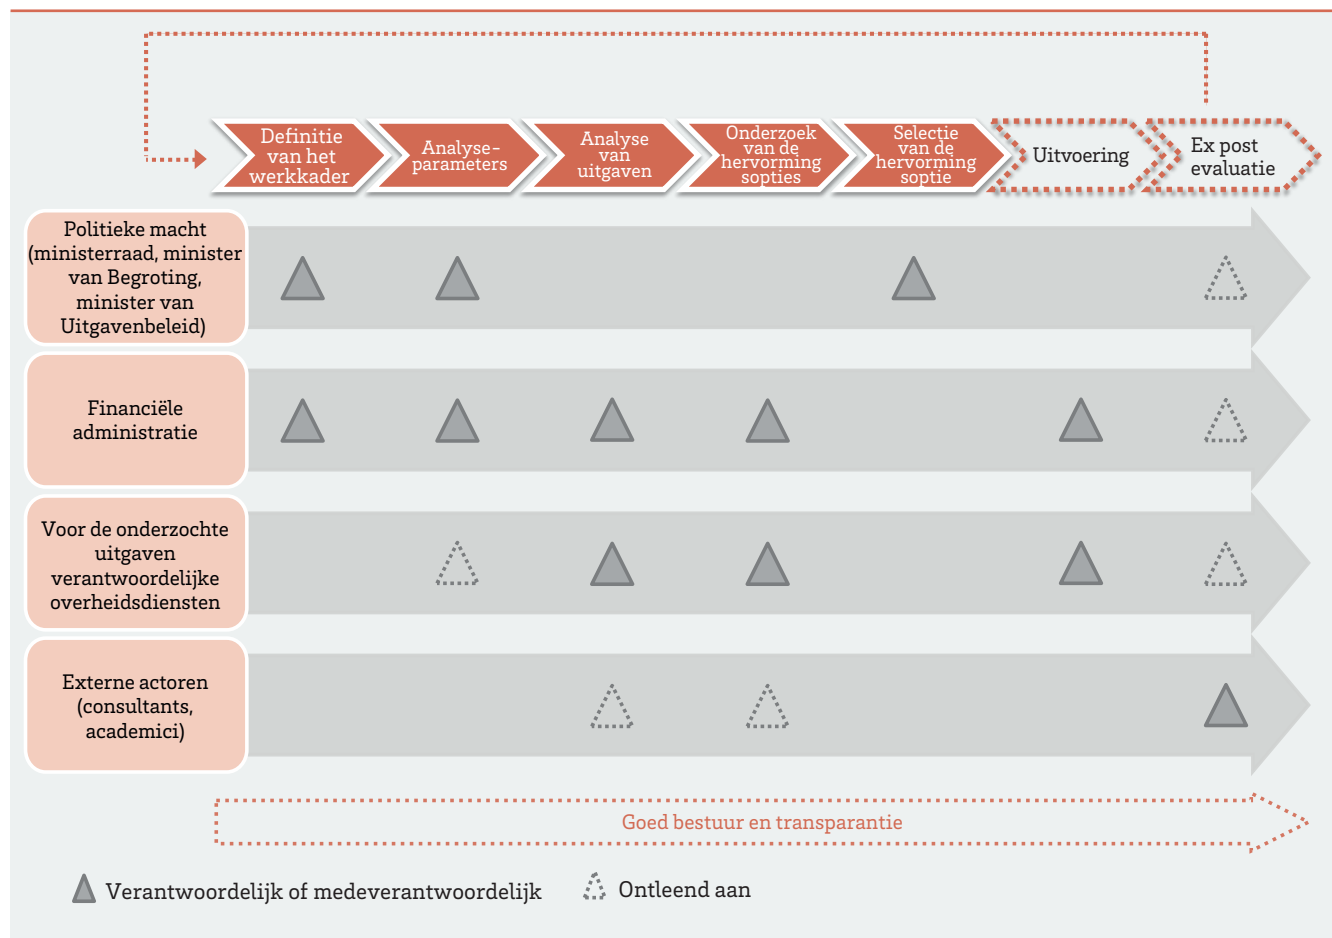 Definitie
van het
werkkader
Analyse-
parameters
Analyse
van
uitgaven
Onderzoek
van de
hervorming
sopties
Selectie
van de
hervorming
soptie
Uitvoering
Ex post
evaluatie
Politieke macht
(ministerraad, minister
van Begroting,
minister van
Uitgavenbeleid)
Financiële
administratie
Voor de onderzochte
uitgaven
verantwoordelijke
overheidsdiensten
Externe actoren
(consultants,
academici)
Goed bestuur en transparantie
Verantwoordelijk of medeverantwoordelijk
Ontleend aan